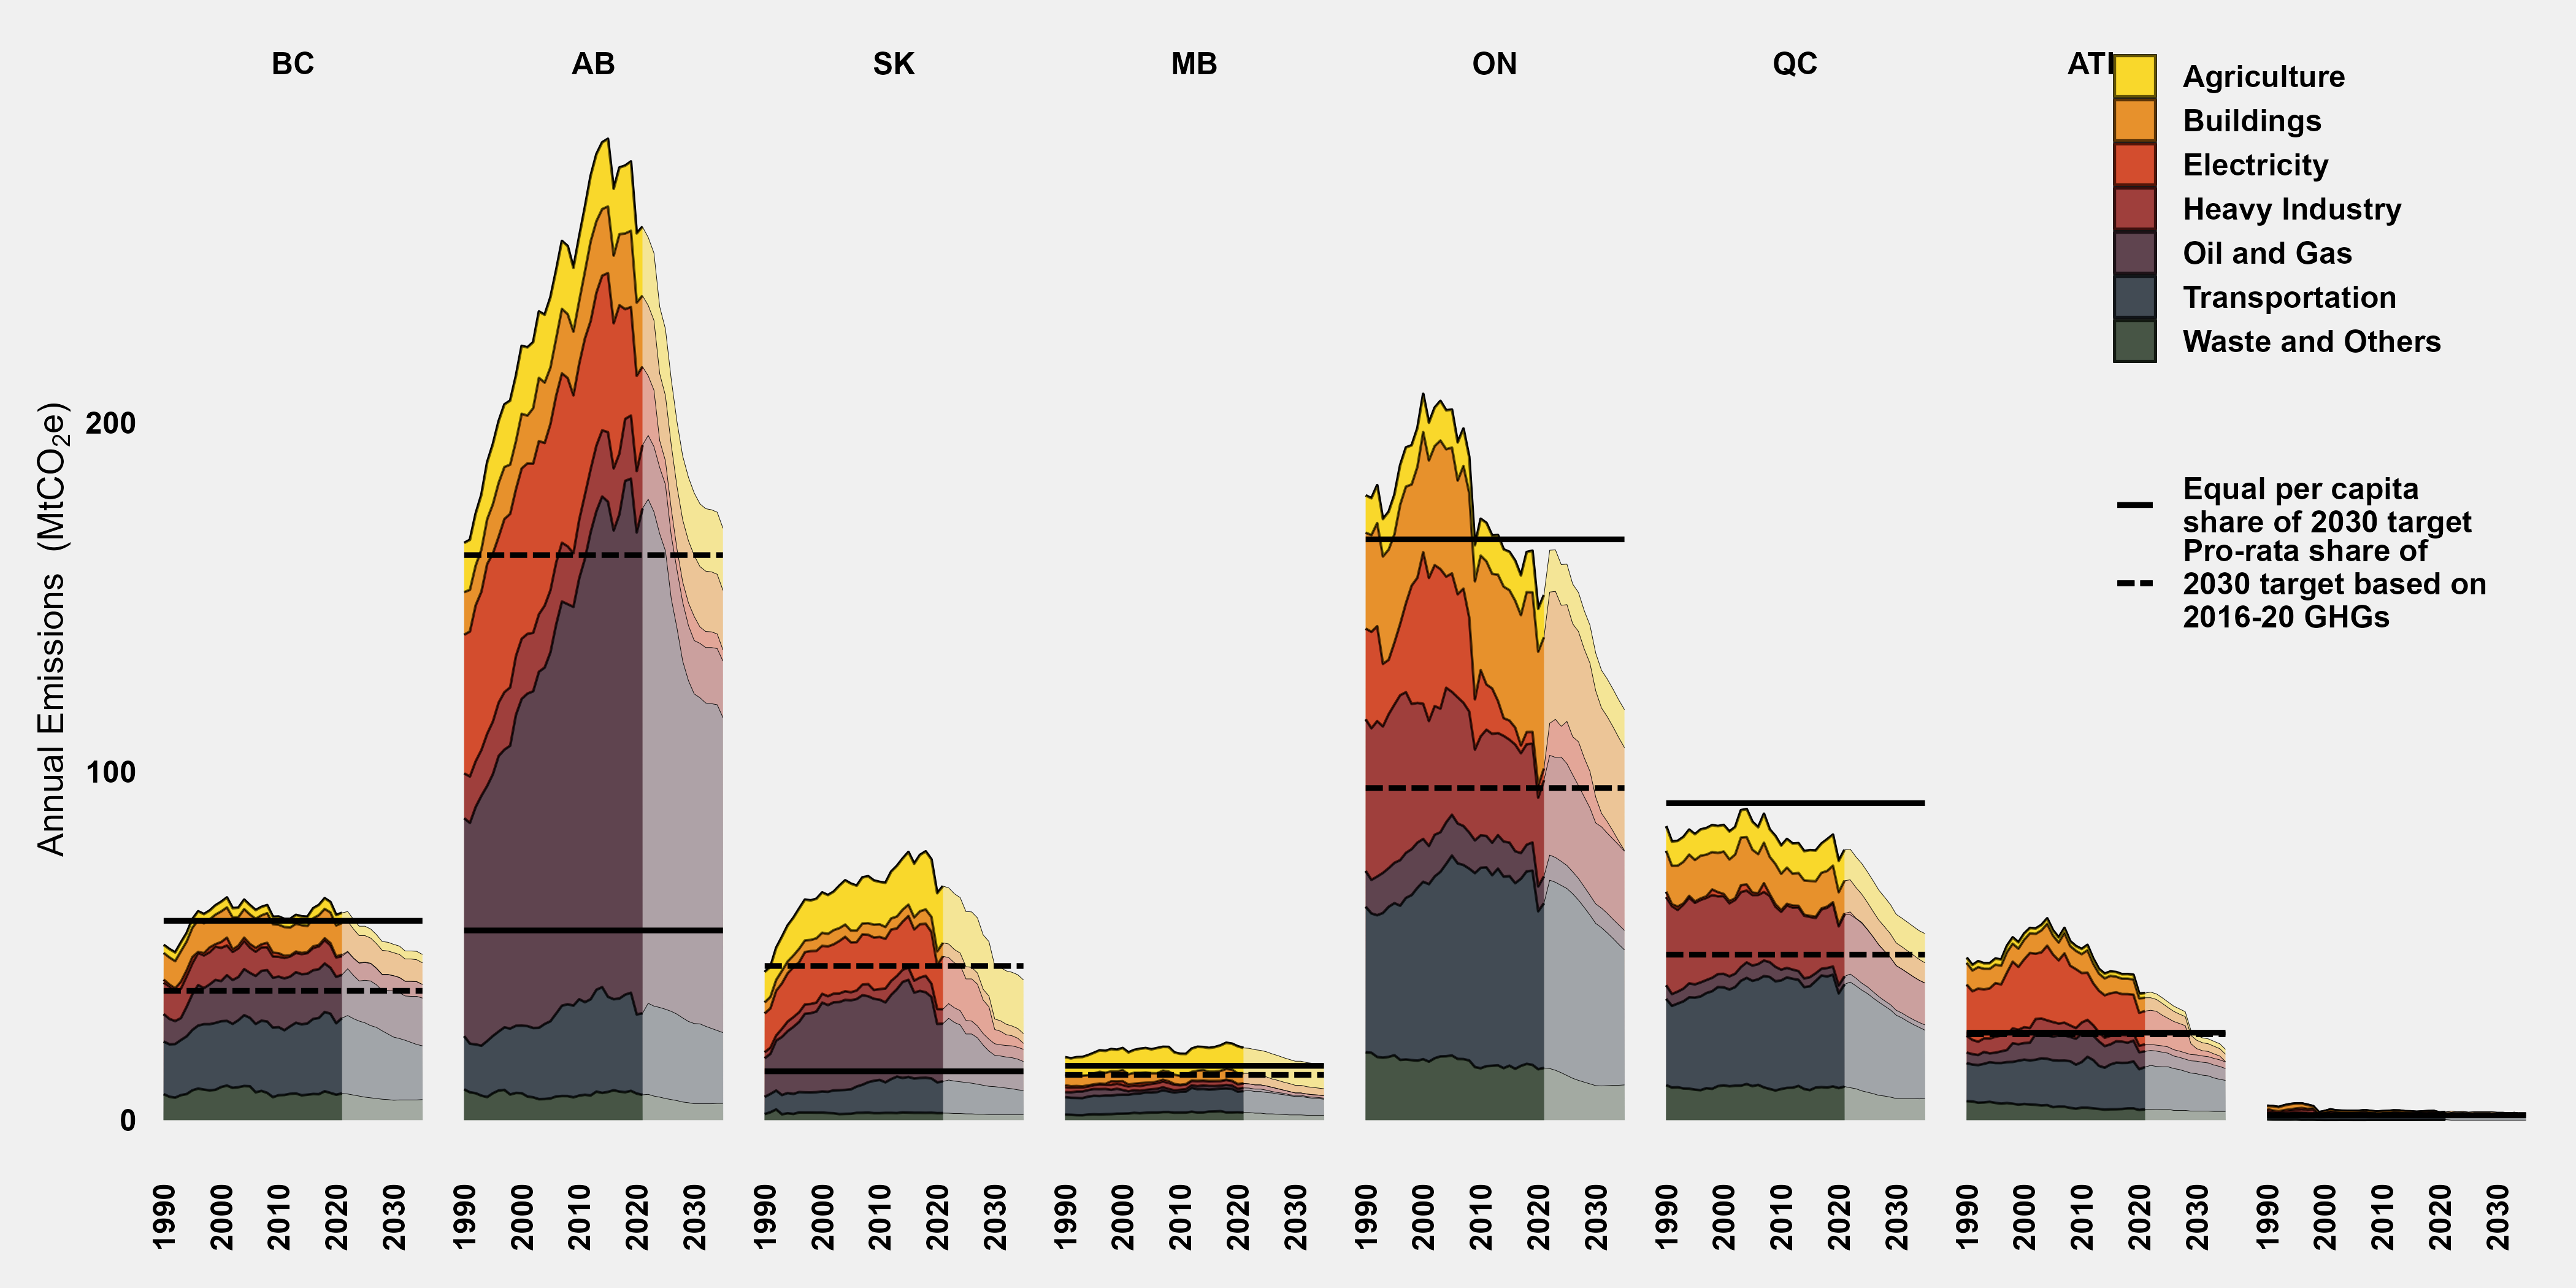 BC AB SK MB ON QC ATL
Agriculture
Buildings
Electricity
Heavy Industry
Oil and Gas
Transportation
Waste and Others
Equal per capita
share of 2030 target
Pro-rata share of
2030 target based on
2016-20 GHGs
Annual Emissions (MtCO₂e)
200
100
0
1990 2000 2010 2020 2030 1990 2000 2010 2020 2030 1990 2000 2010 2020 2030 1990 2000 2010 2020 2030 1990 2000 2010 2020 2030 1990 2000 2010 2020 2030 1990 2000 2010 2020 2030 1990 2000 2010 2020 2030